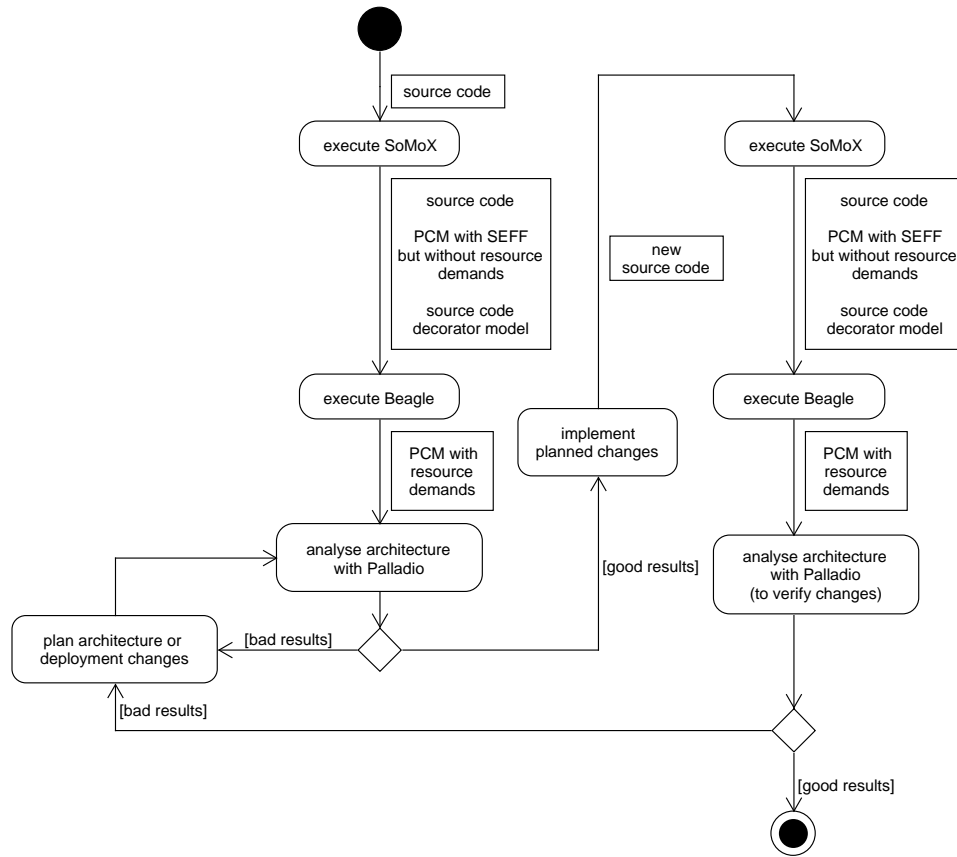 source code
execute SoMoX
source code
PCM with SEFF
but without resource
demands
source code
decorator model
execute Beagle
PCM with
resource
demands
analyse architecture
with Palladio
[bad results]
plan architecture or
deployment changes
[good results]
implement
planned changes
new
source code
execute SoMoX
source code
PCM with SEFF
but without resource
demands
source code
decorator model
execute Beagle
PCM with
resource
demands
analyse architecture
with Palladio
(to verify changes)
[bad results]
[good results]